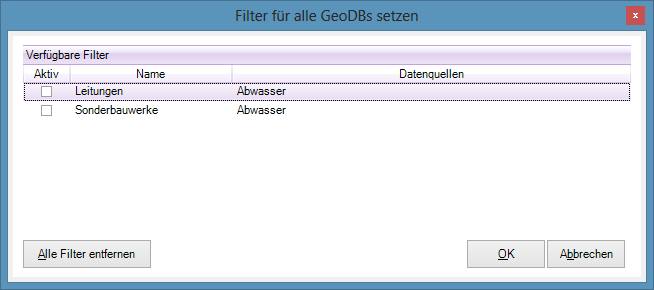 Filter für alle GeoDBs setzen
x
Verfügbare Filter
Aktiv Name Datenquellen
Leitungen Abwasser
Sonderbauwerke Abwasser
Alle Filter entfernen OK Abbrechen